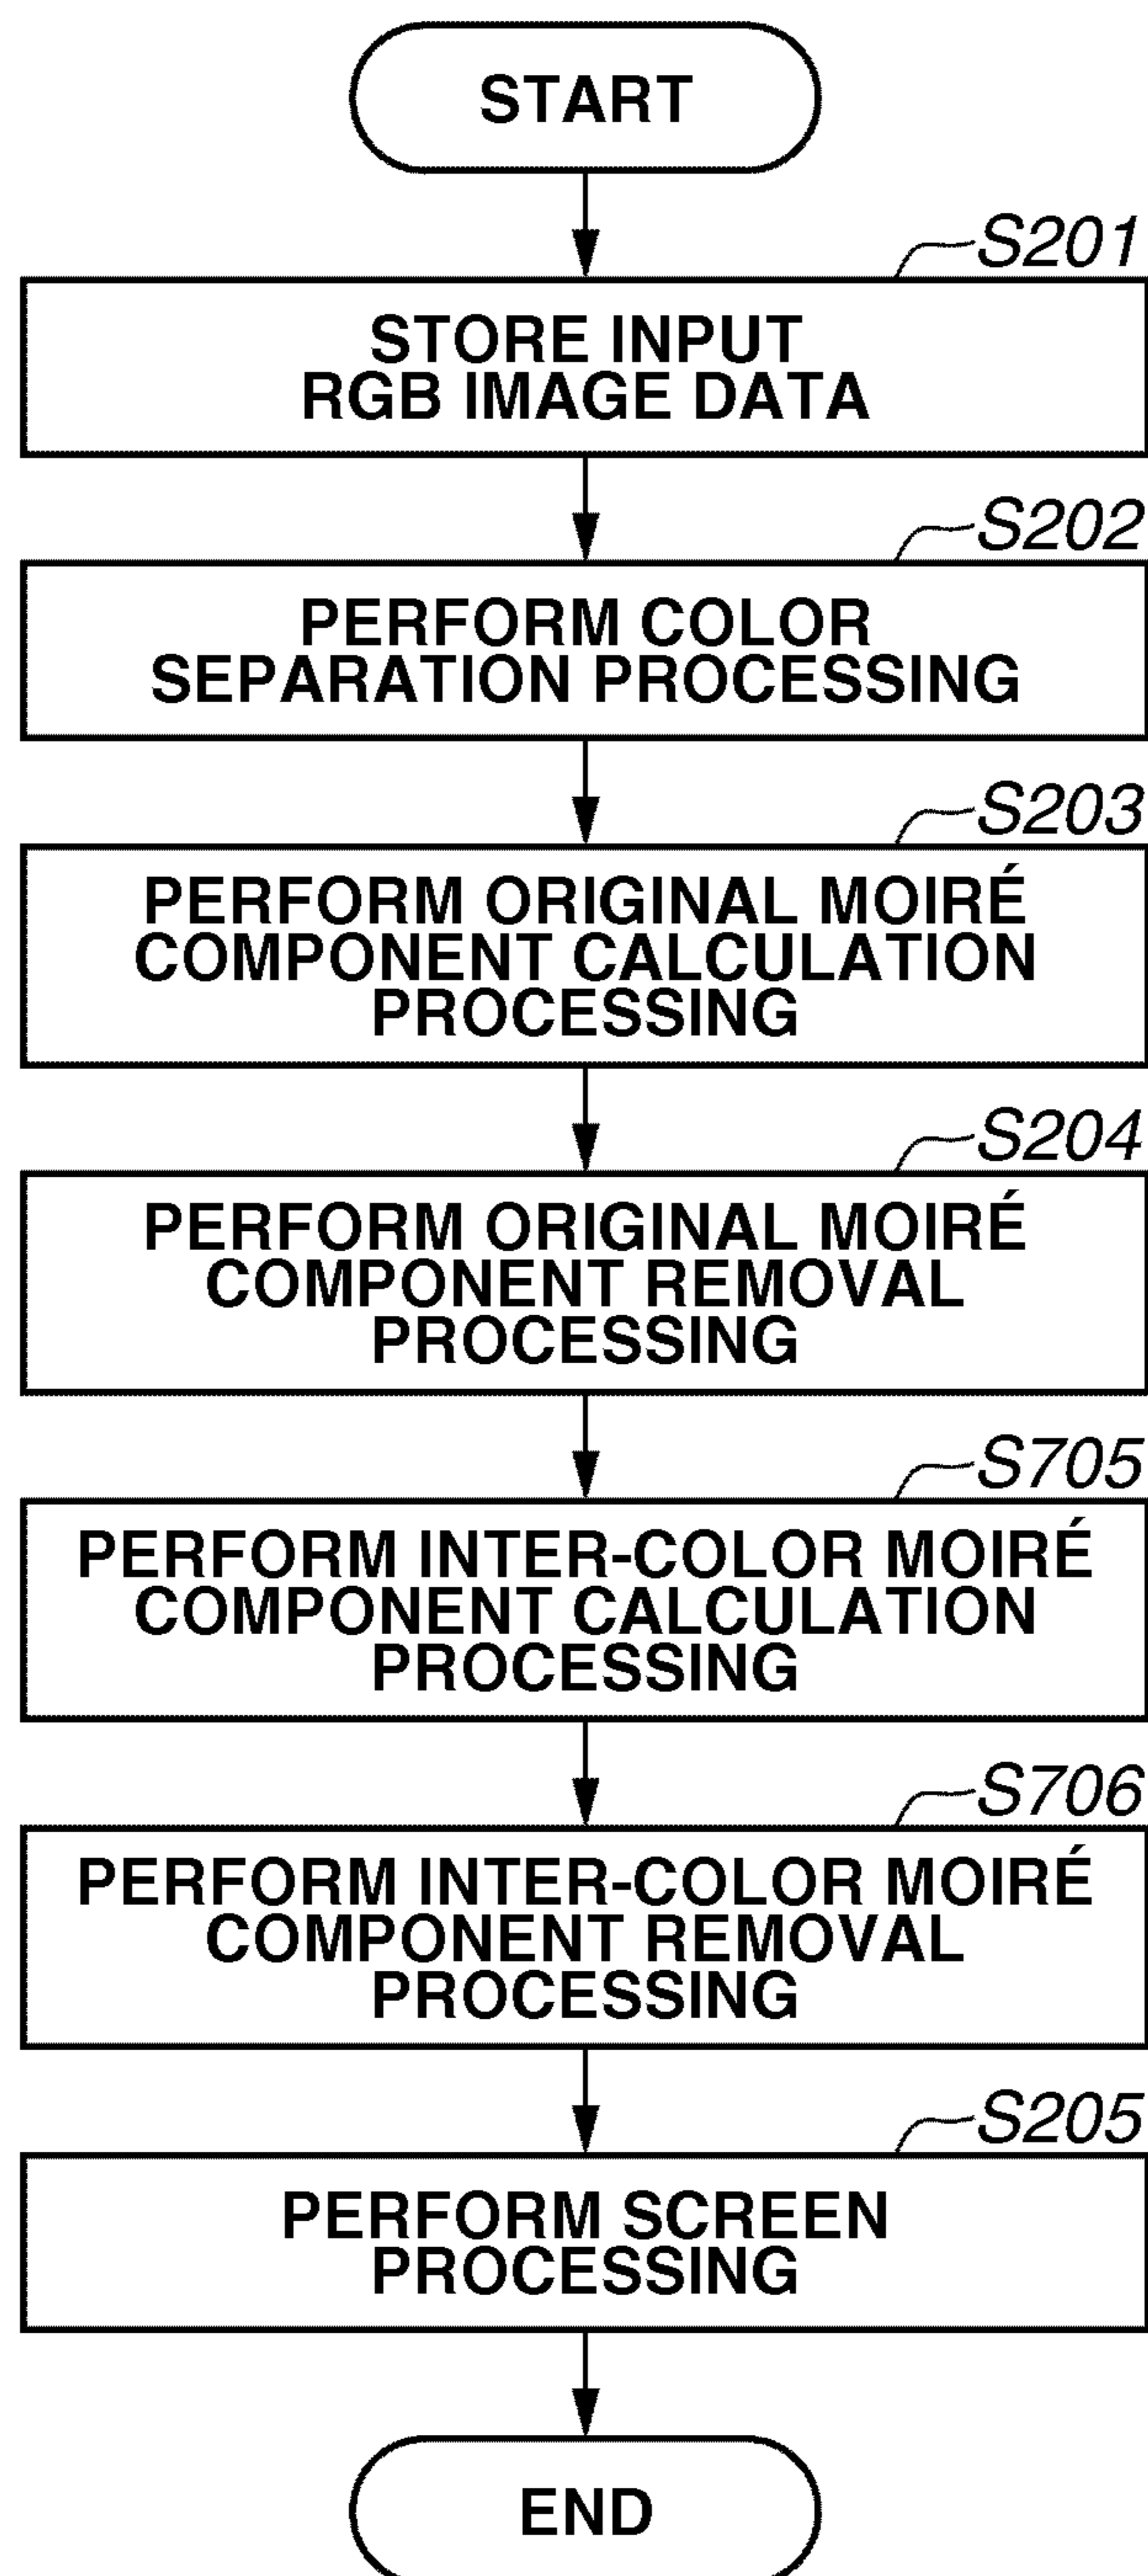 START
S201
STORE INPUT
RGB IMAGE DATA
S202
PERFORM COLOR
SEPARATION PROCESSING
S203
PERFORM ORIGINAL MOIRÉ
COMPONENT CALCULATION
PROCESSING
S204
PERFORM ORIGINAL MOIRÉ
COMPONENT REMOVAL
PROCESSING
S705
PERFORM INTER-COLOR MOIRÉ
COMPONENT CALCULATION
PROCESSING
S706
PERFORM INTER-COLOR MOIRÉ
COMPONENT REMOVAL
PROCESSING
S205
PERFORM SCREEN
PROCESSING
END